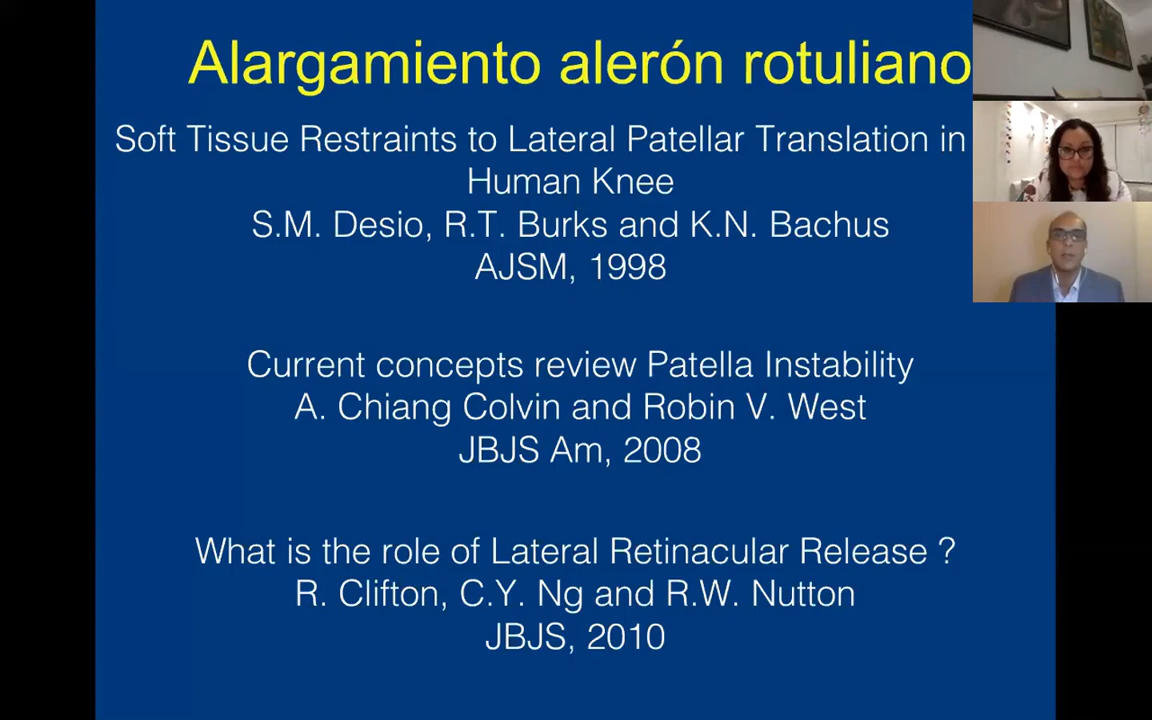 Alargamiento alerón rotuliano
Soft Tissue Restraints to Lateral Patellar Translation in
Human Knee
S.M. Desio, R.T. Burks and K.N. Bachus
AJSM, 1998
Current concepts review Patella Instability
A. Chiang Colvin and Robin V. West
JBJS Am, 2008
What is the role of Lateral Retinacular Release ?
R. Clifton, C.Y. Ng and R.W. Nutton
JBJS, 2010